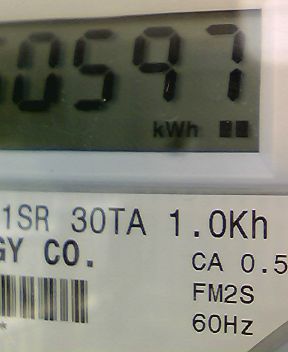 0597
kWh
1SR 30TA 1.0Kh
GY CO.
CA 0.5
FM2S
60Hz